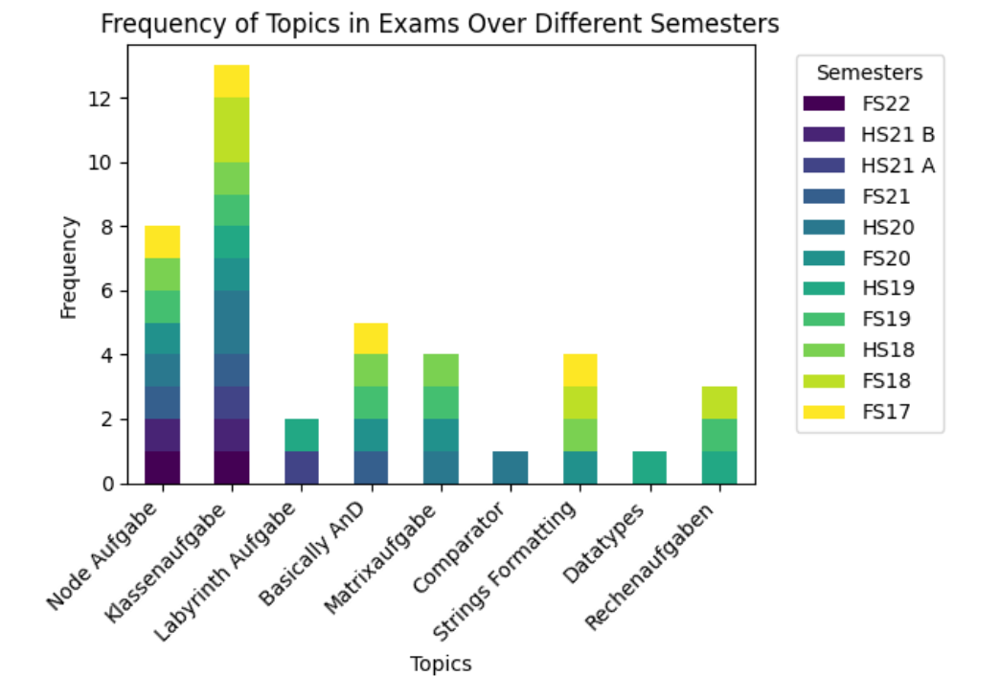 Frequency of Topics in Exams Over Different Semesters
Frequency
12
10
8
6
4
2
0
Node Aufgabe
Klassenaufgabe
Labyrinth Aufgabe
Basically AnD
Matrixaufgabe
Comparator
Strings Formatting
Datatypes
Rechenaufgaben
Topics
Semesters
FS22
HS21 B
HS21 A
FS21
HS20
FS20
HS19
FS19
HS18
FS18
FS17